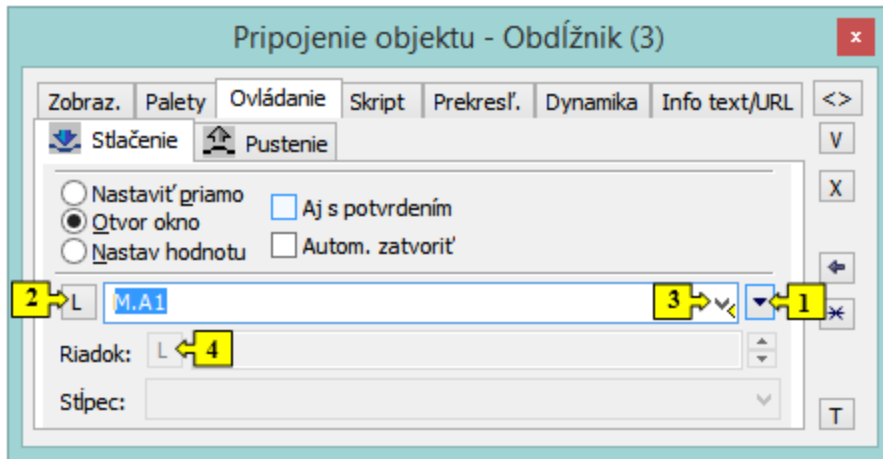 Pripojenie objektu - Obdĺžnik (3) x
Zobraz. Palety Ovládanie Skript Prekresľ. Dynamika Info text/URL <>
Stlačenie Pustenie V
Nastaviť priamo X
Otvor okno Aj s potvrdením
Nastav hodnotu Autom. zatvoriť
2 L M.A1 3 1
Riadok: L 4
Stĺpec:
T